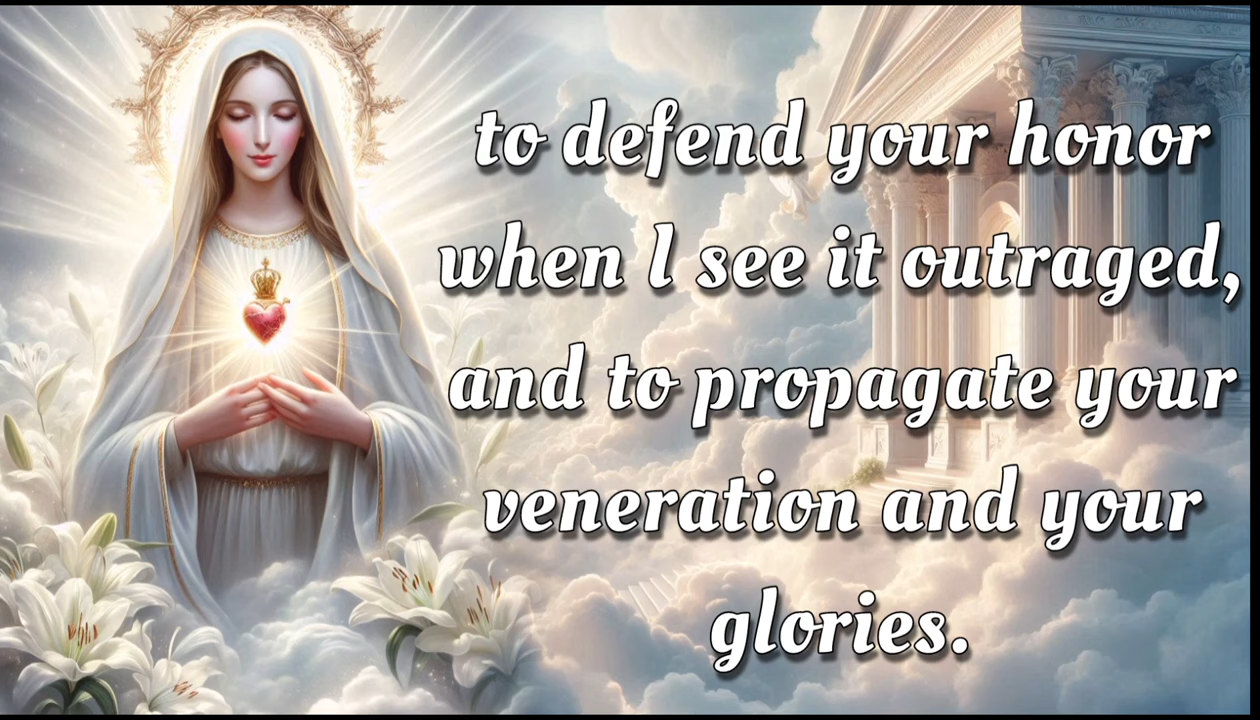 to defend your honor
when I see it outraged,
and to propagate your
veneration and your
glories.